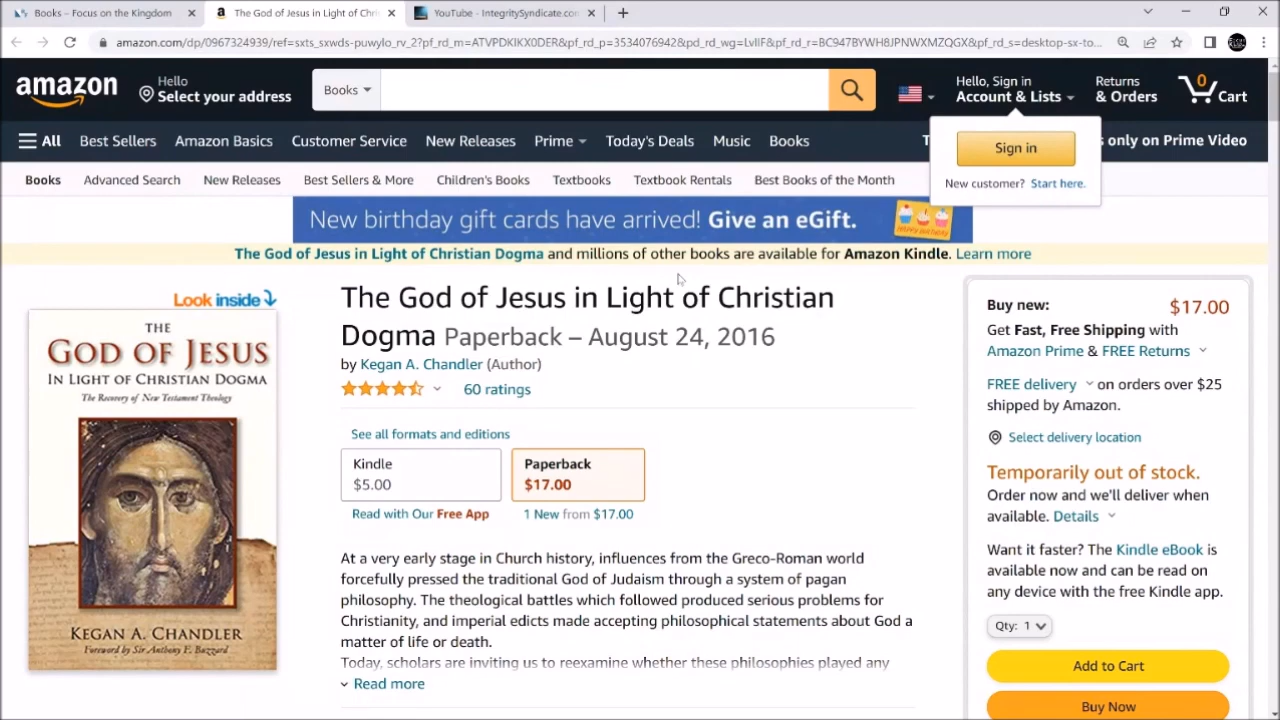 Books – Focus on the Kingdom
The God of Jesus in Light of Chri
YouTube - IntegritySyndicate.com
amazon.com/dp/0967324939/ref=sxts_sxwds-puwylo_rv_2?pf_rd_m=ATVPDKIKX0DER&pf_rd_p=3534076942&pd_rd_wg=LvIIF&pf_rd_r=BC947BYWH8JPNWXMZQGX&pf_rd_s=desktop-sx-to...
amazon
Hello
Select your address
Books
Hello, Sign in
Account & Lists
Returns
& Orders
0
Cart
All Best Sellers Amazon Basics Customer Service New Releases Prime Today's Deals Music Books
s only on Prime Video
Sign in
New customer? Start here.
Books Advanced Search New Releases Best Sellers & More Children's Books Textbooks Textbook Rentals Best Books of the Month
New birthday gift cards have arrived! Give an eGift.
The God of Jesus in Light of Christian Dogma and millions of other books are available for Amazon Kindle. Learn more
Look inside
THE
GOD OF JESUS
IN LIGHT OF CHRISTIAN DOGMA
The Recovery of New Testament Theology
KEGAN A. CHANDLER
Foreword by Sir Anthony F. Buzzard
The God of Jesus in Light of Christian
Dogma Paperback – August 24, 2016
by Kegan A. Chandler (Author)
60 ratings
See all formats and editions
Kindle
$5.00
Read with Our Free App
Paperback
$17.00
1 New from $17.00
At a very early stage in Church history, influences from the Greco-Roman world
forcefully pressed the traditional God of Judaism through a system of pagan
philosophy. The theological battles which followed produced serious problems for
Christianity, and imperial edicts made accepting philosophical statements about God a
matter of life or death.
Today, scholars are inviting us to reexamine whether these philosophies played any
Read more
Buy new: $17.00
Get Fast, Free Shipping with
Amazon Prime & FREE Returns
FREE delivery on orders over $25
shipped by Amazon.
Select delivery location
Temporarily out of stock.
Order now and we'll deliver when
available. Details
Want it faster? The Kindle eBook is
available now and can be read on
any device with the free Kindle app.
Qty: 1
Add to Cart
Buy Now